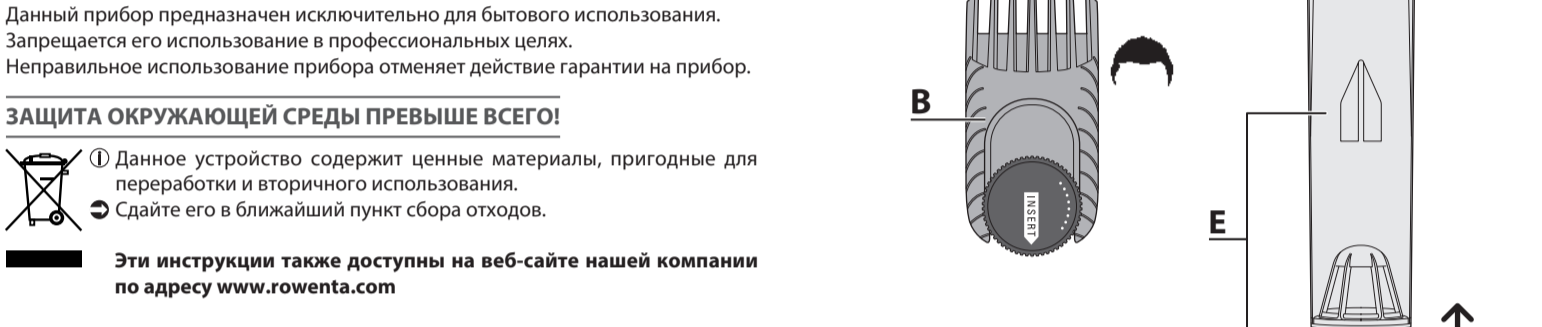 Данный прибор предназначен исключительно для бытового использования.
Запрещается его использование в профессиональных целях.
Неправильное использование прибора отменяет действие гарантии на прибор.
ЗАЩИТА ОКРУЖАЮЩЕЙ СРЕДЫ ПРЕВЫШЕ ВСЕГО!
Данное устройство содержит ценные материалы, пригодные для
переработки и вторичного использования.
Сдайте его в ближайший пункт сбора отходов.
Эти инструкции также доступны на веб-сайте нашей компании
по адресу www.rowenta.com
B
INSERT
E